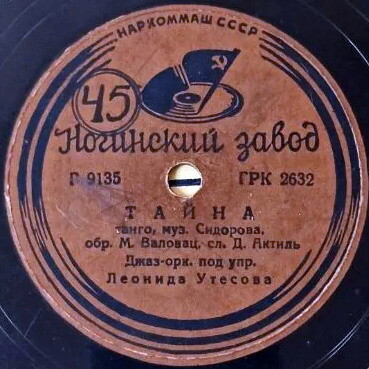 НАРКОММАШ СССР
45
Ногинский завод
Г 9135 ГРК 2632
ТАЙНА
танго, муз. Сидорова,
обр. М. Валовац, сл. Д. Актиль
Джаз-орк. под упр.
Леонида Утесова